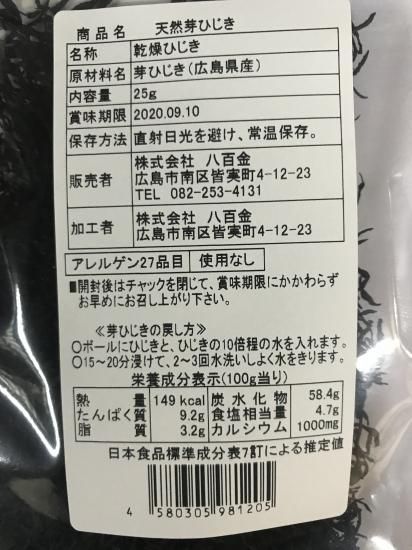 商品名 天然芽ひじき
名称 乾燥ひじき
原材料名 芽ひじき(広島県産)
内容量 25g
賞味期限 2020.09.10
保存方法 直射日光を避け、常温保存。
販売者 株式会社 八百金
広島市南区皆実町4-12-23
TEL 082-253-4131
加工者 株式会社 八百金
広島市南区皆実町4-12-23
アレルゲン27品目 使用なし
■開封後はチャックを閉じて、賞味期限にかかわらず
お早めにお召し上がり下さい。
≪芽ひじきの戻し方≫
○ボールにひじきと、ひじきの10倍程の水を入れます。
○15～20分浸けて、2～3回水洗いしよく水をきります。
栄養成分表示(100g当り)
熱量 149kcal 炭水化物 58.4g
たんぱく質 9.2g 食塩相当量 4.7g
脂質 3.2g カルシウム 1000mg
日本食品標準成分表7訂による推定値
4 580305 981205